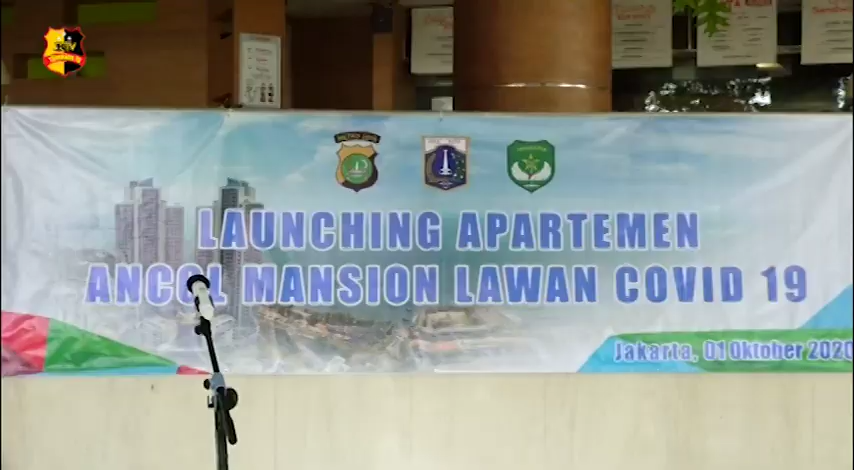 LAUNCHING APARTEMEN
ANCOL MANSION LAWAN COVID 19
Jakarta, 01 Oktober 2020